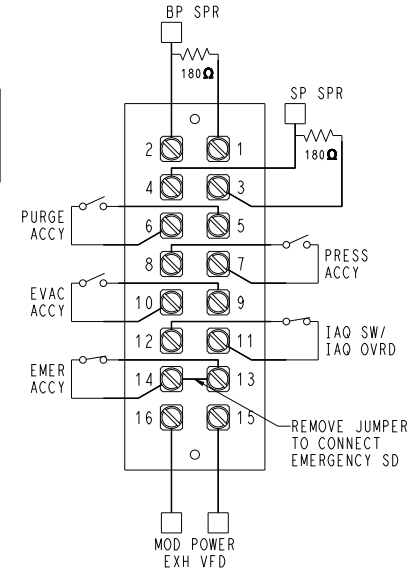 BP SPR
180Ω
SP SPR
180Ω
2 1
4 3
PURGE
ACCY
6 5
8 7
PRESS
ACCY
EVAC
ACCY
10 9
12 11
IAQ SW/
IAQ OVRD
EMER
ACCY
14 13
16 15
REMOVE JUMPER
TO CONNECT
EMERGENCY SD
MOD POWER
EXH VFD